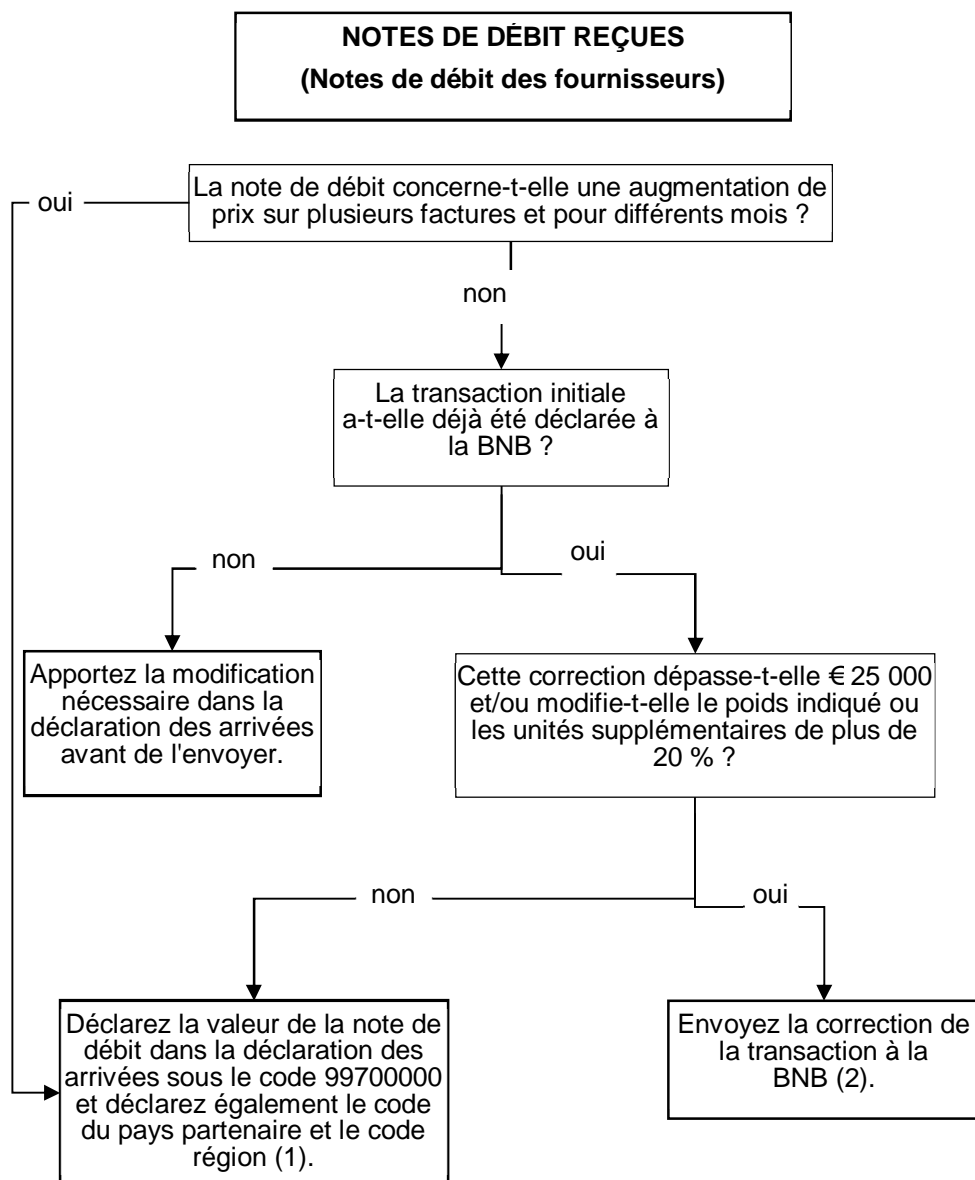 NOTES DE DÉBIT REÇUES
(Notes de débit des fournisseurs)
oui
La note de débit concerne-t-elle une augmentation de
prix sur plusieurs factures et pour différents mois ?
non
La transaction initiale
a-t-elle déjà été déclarée à
la BNB ?
non
oui
Apportez la modification
nécessaire dans la
déclaration des arrivées
avant de l'envoyer.
Cette correction dépasse-t-elle € 25 000
et/ou modifie-t-elle le poids indiqué ou
les unités supplémentaires de plus de
20 % ?
non
oui
Déclarez la valeur de la note de
débit dans la déclaration des
arrivées sous le code 99700000
et déclarez également le code
du pays partenaire et le code
région (1).
Envoyez la correction de
la transaction à la
BNB (2).